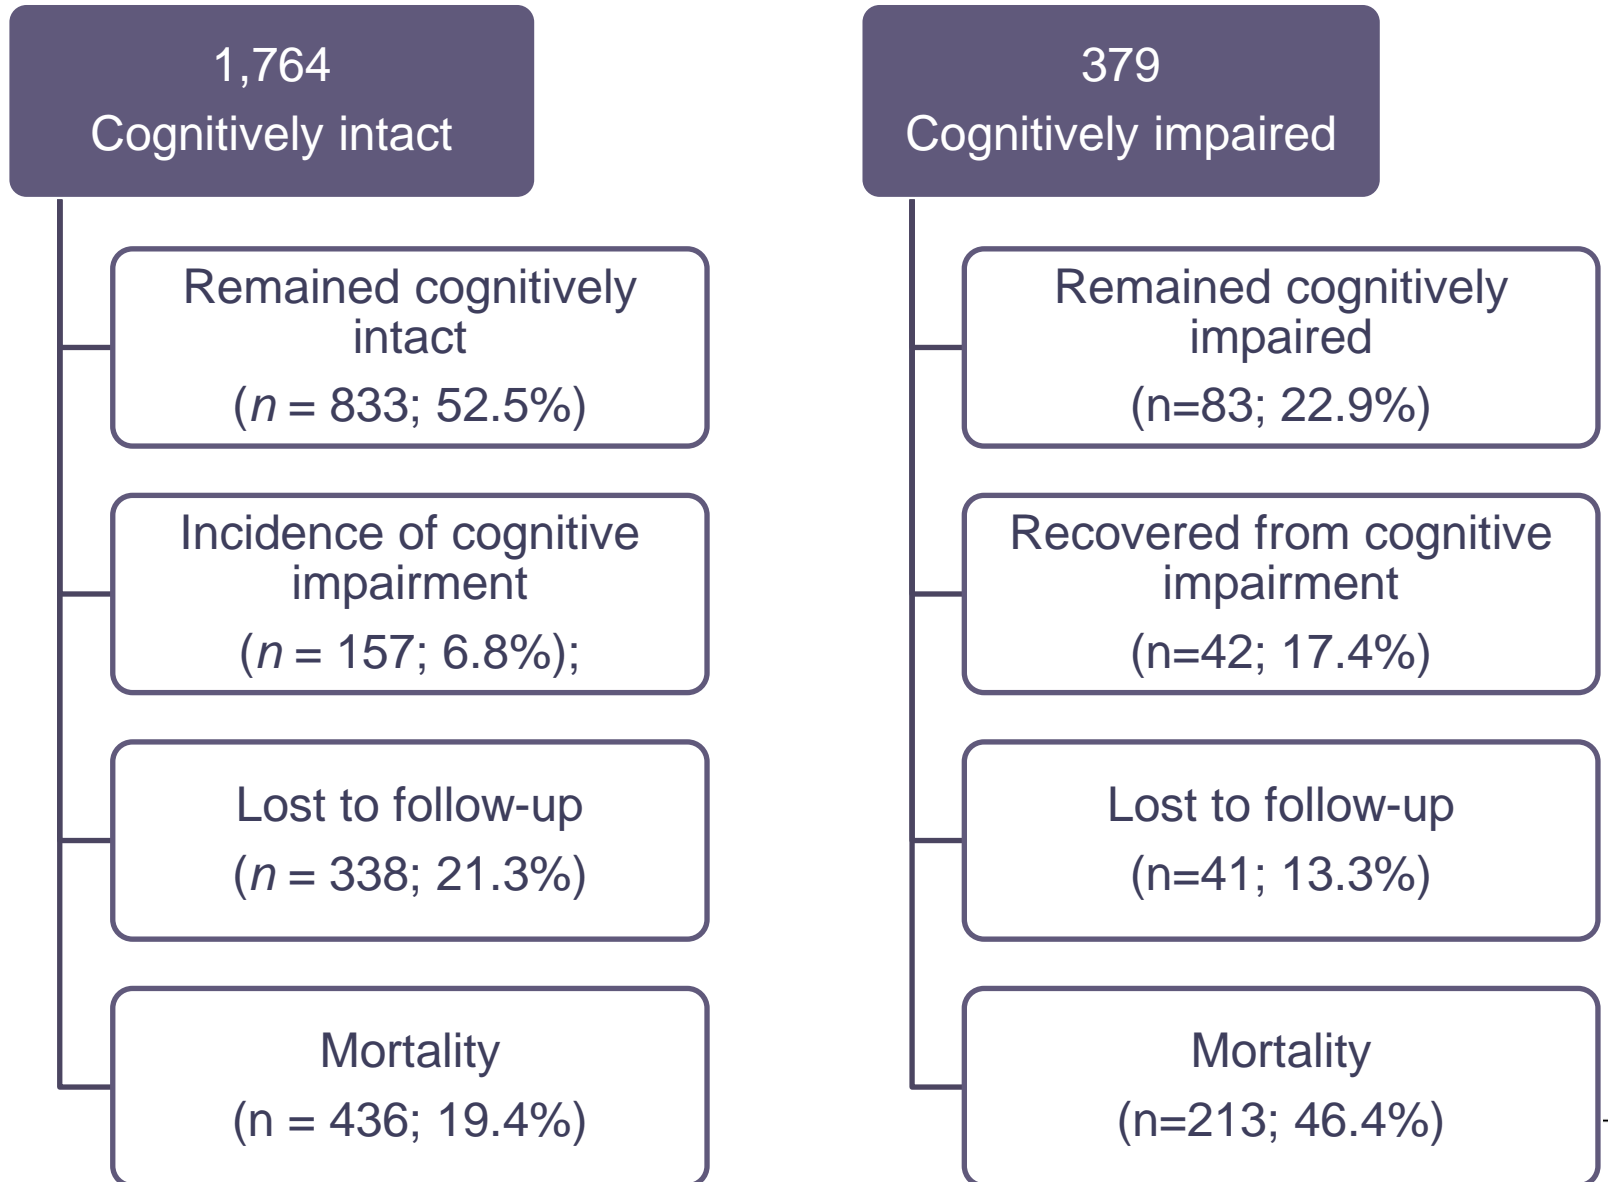 1,764
Cognitively intact
Remained cognitively
intact
(n = 833; 52.5%)
Incidence of cognitive
impairment
(n = 157; 6.8%);
Lost to follow-up
(n = 338; 21.3%)
Mortality
(n = 436; 19.4%)
379
Cognitively impaired
Remained cognitively
impaired
(n=83; 22.9%)
Recovered from cognitive
impairment
(n=42; 17.4%)
Lost to follow-up
(n=41; 13.3%)
Mortality
(n=213; 46.4%)